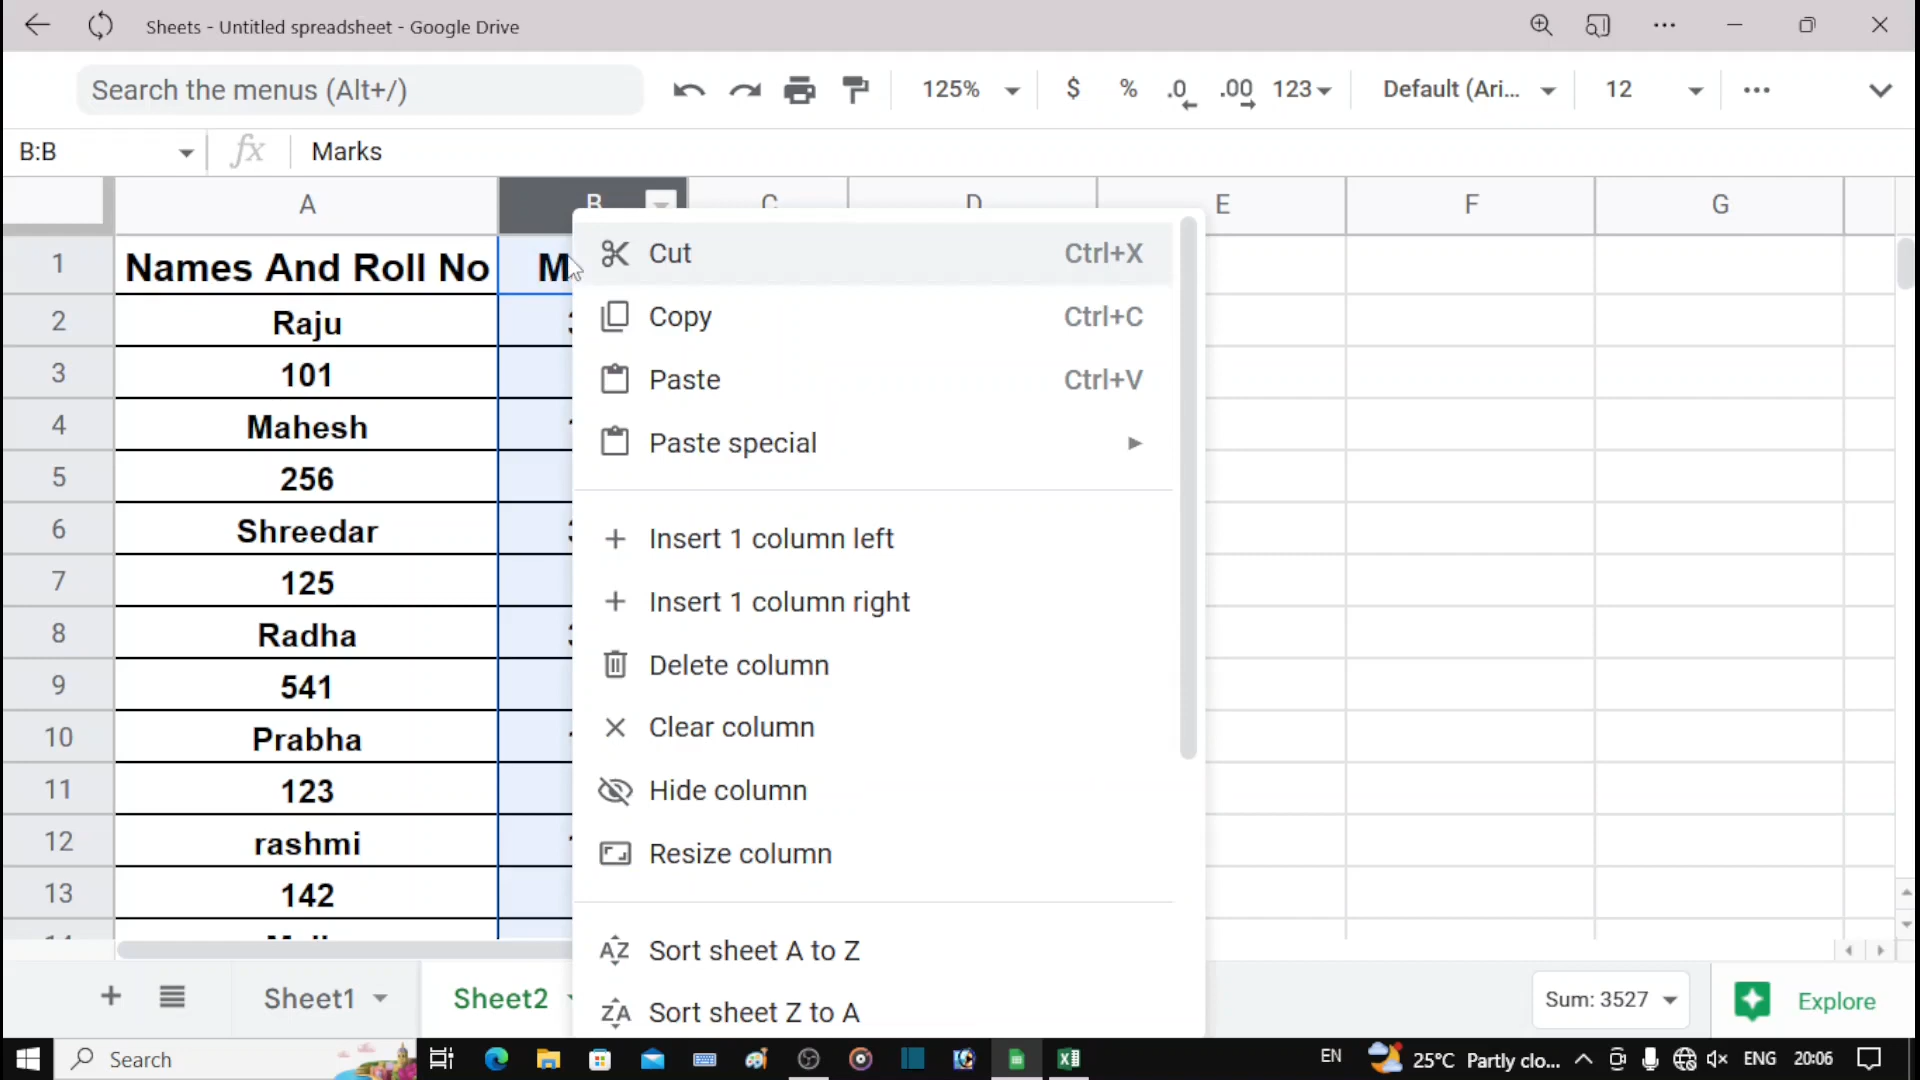 Sheets - Untitled spreadsheet - Google Drive
Search the menus (Alt+/)
125%
$
%
.0
.00
123
Default (Ari...
12
B:B
fx
Marks
A
B
C
D
E
F
G
1
Names And Roll No
2
Raju
3
101
4
Mahesh
5
256
6
Shreedar
7
125
8
Radha
9
541
10
Prabha
11
123
12
rashmi
13
142
Cut Ctrl+X
Copy Ctrl+C
Paste Ctrl+V
Paste special
Insert 1 column left
Insert 1 column right
Delete column
Clear column
Hide column
Resize column
AZ Sort sheet A to Z
ZA Sort sheet Z to A
Sheet1
Sheet2
Sum: 3527
Explore
Search
EN
25°C Partly clo...
ENG
20:06